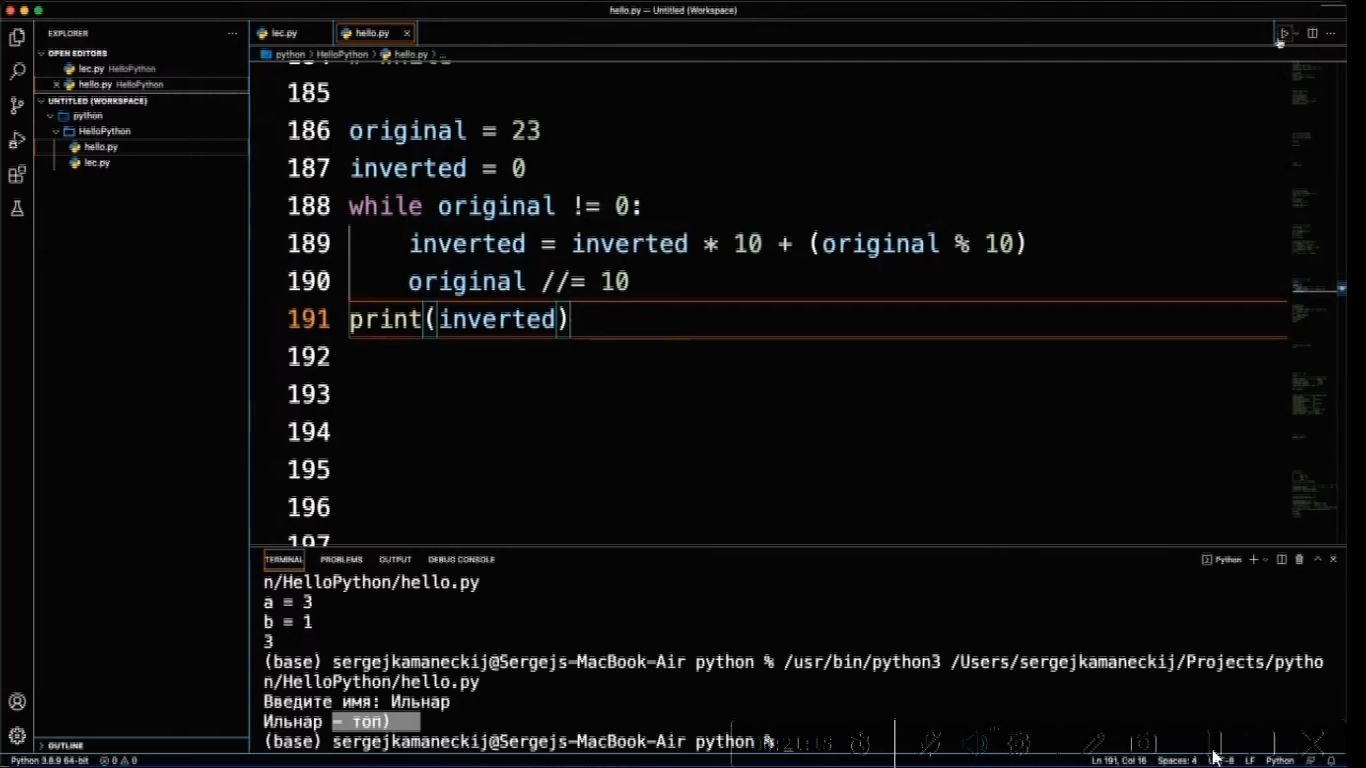 hello.py — Untitled (Workspace)
EXPLORER
OPEN EDITORS
lec.py HelloPython
hello.py HelloPython
UNTITLED (WORKSPACE)
python
HelloPython
hello.py
lec.py
OUTLINE
lec.py
hello.py
python HelloPython hello.py ...
185
186 original = 23
187 inverted = 0
188 while original != 0:
189 inverted = inverted * 10 + (original % 10)
190 original //= 10
191 print(inverted)
192
193
194
195
196
197
TERMINAL PROBLEMS OUTPUT DEBUG CONSOLE
Python
n/HelloPython/hello.py
a = 3
b = 1
3
(base) sergejkamaneckij@Sergejs-MacBook-Air python % /usr/bin/python3 /Users/sergejkamaneckij/Projects/pytho
n/HelloPython/hello.py
Введите имя: Ильнар
Ильнар – топ)
(base) sergejkamaneckij@Sergejs-MacBook-Air python %
Python 3.8.9 64-bit 0 0 Ln 191, Col 16 Spaces: 4 LF Python